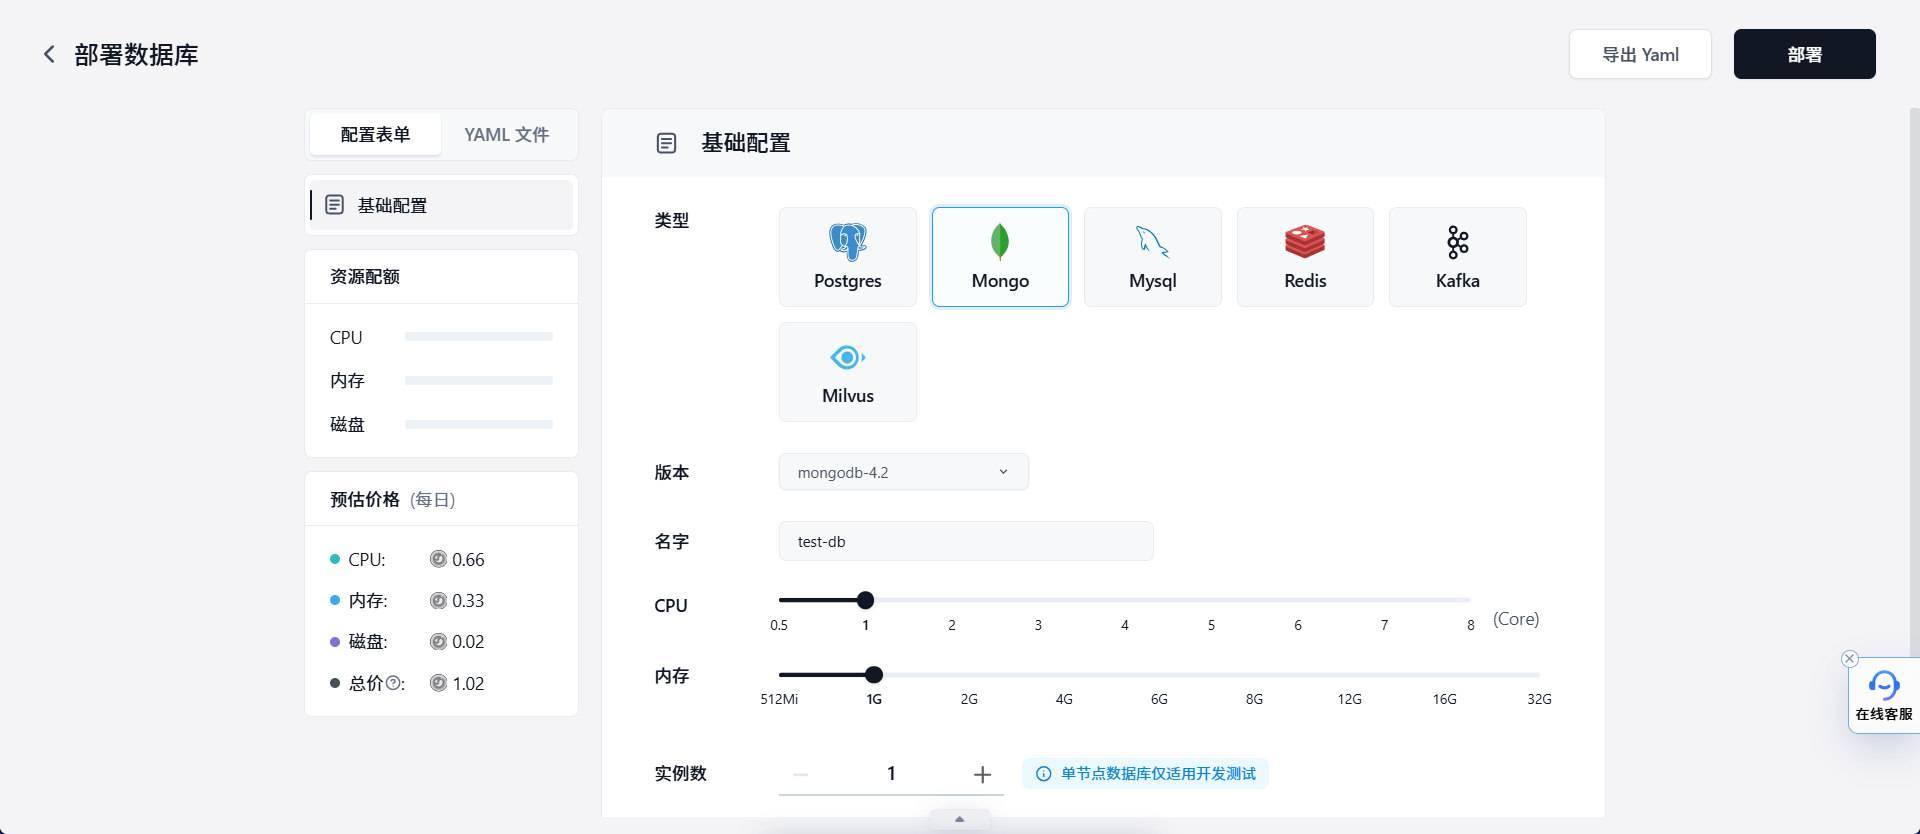 部署数据库
导出 Yaml
部署
配置表单
YAML 文件
基础配置
资源配额
CPU
内存
磁盘
预估价格 (每日)
CPU: 0.66
内存: 0.33
磁盘: 0.02
总价?: 1.02
基础配置
类型
Postgres
Mongo
Mysql
Redis
Kafka
Milvus
版本
mongodb-4.2
名字
test-db
CPU
0.5 1 2 3 4 5 6 7 8 (Core)
内存
512Mi 1G 2G 4G 6G 8G 12G 16G 32G
实例数
1
单节点数据库仅适用开发测试
在线客服